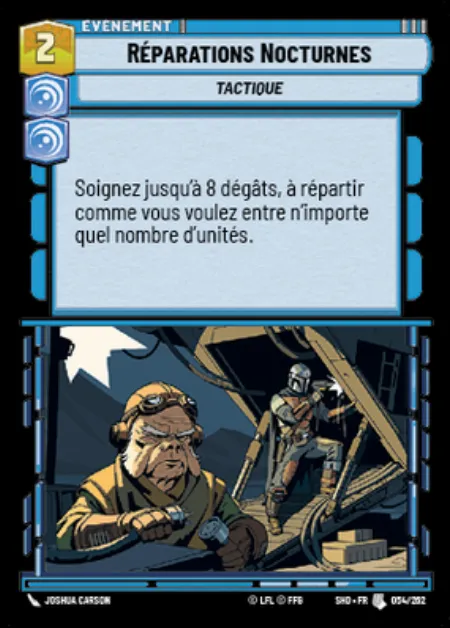 ÉVÉNEMENT
2
RÉPARATIONS NOCTURNES
TACTIQUE
Soignez jusqu'à 8 dégâts, à répartir
comme vous voulez entre n'importe
quel nombre d'unités.
JOSHUA CARSON
© LFL © FFG
SHD • FR
054/262